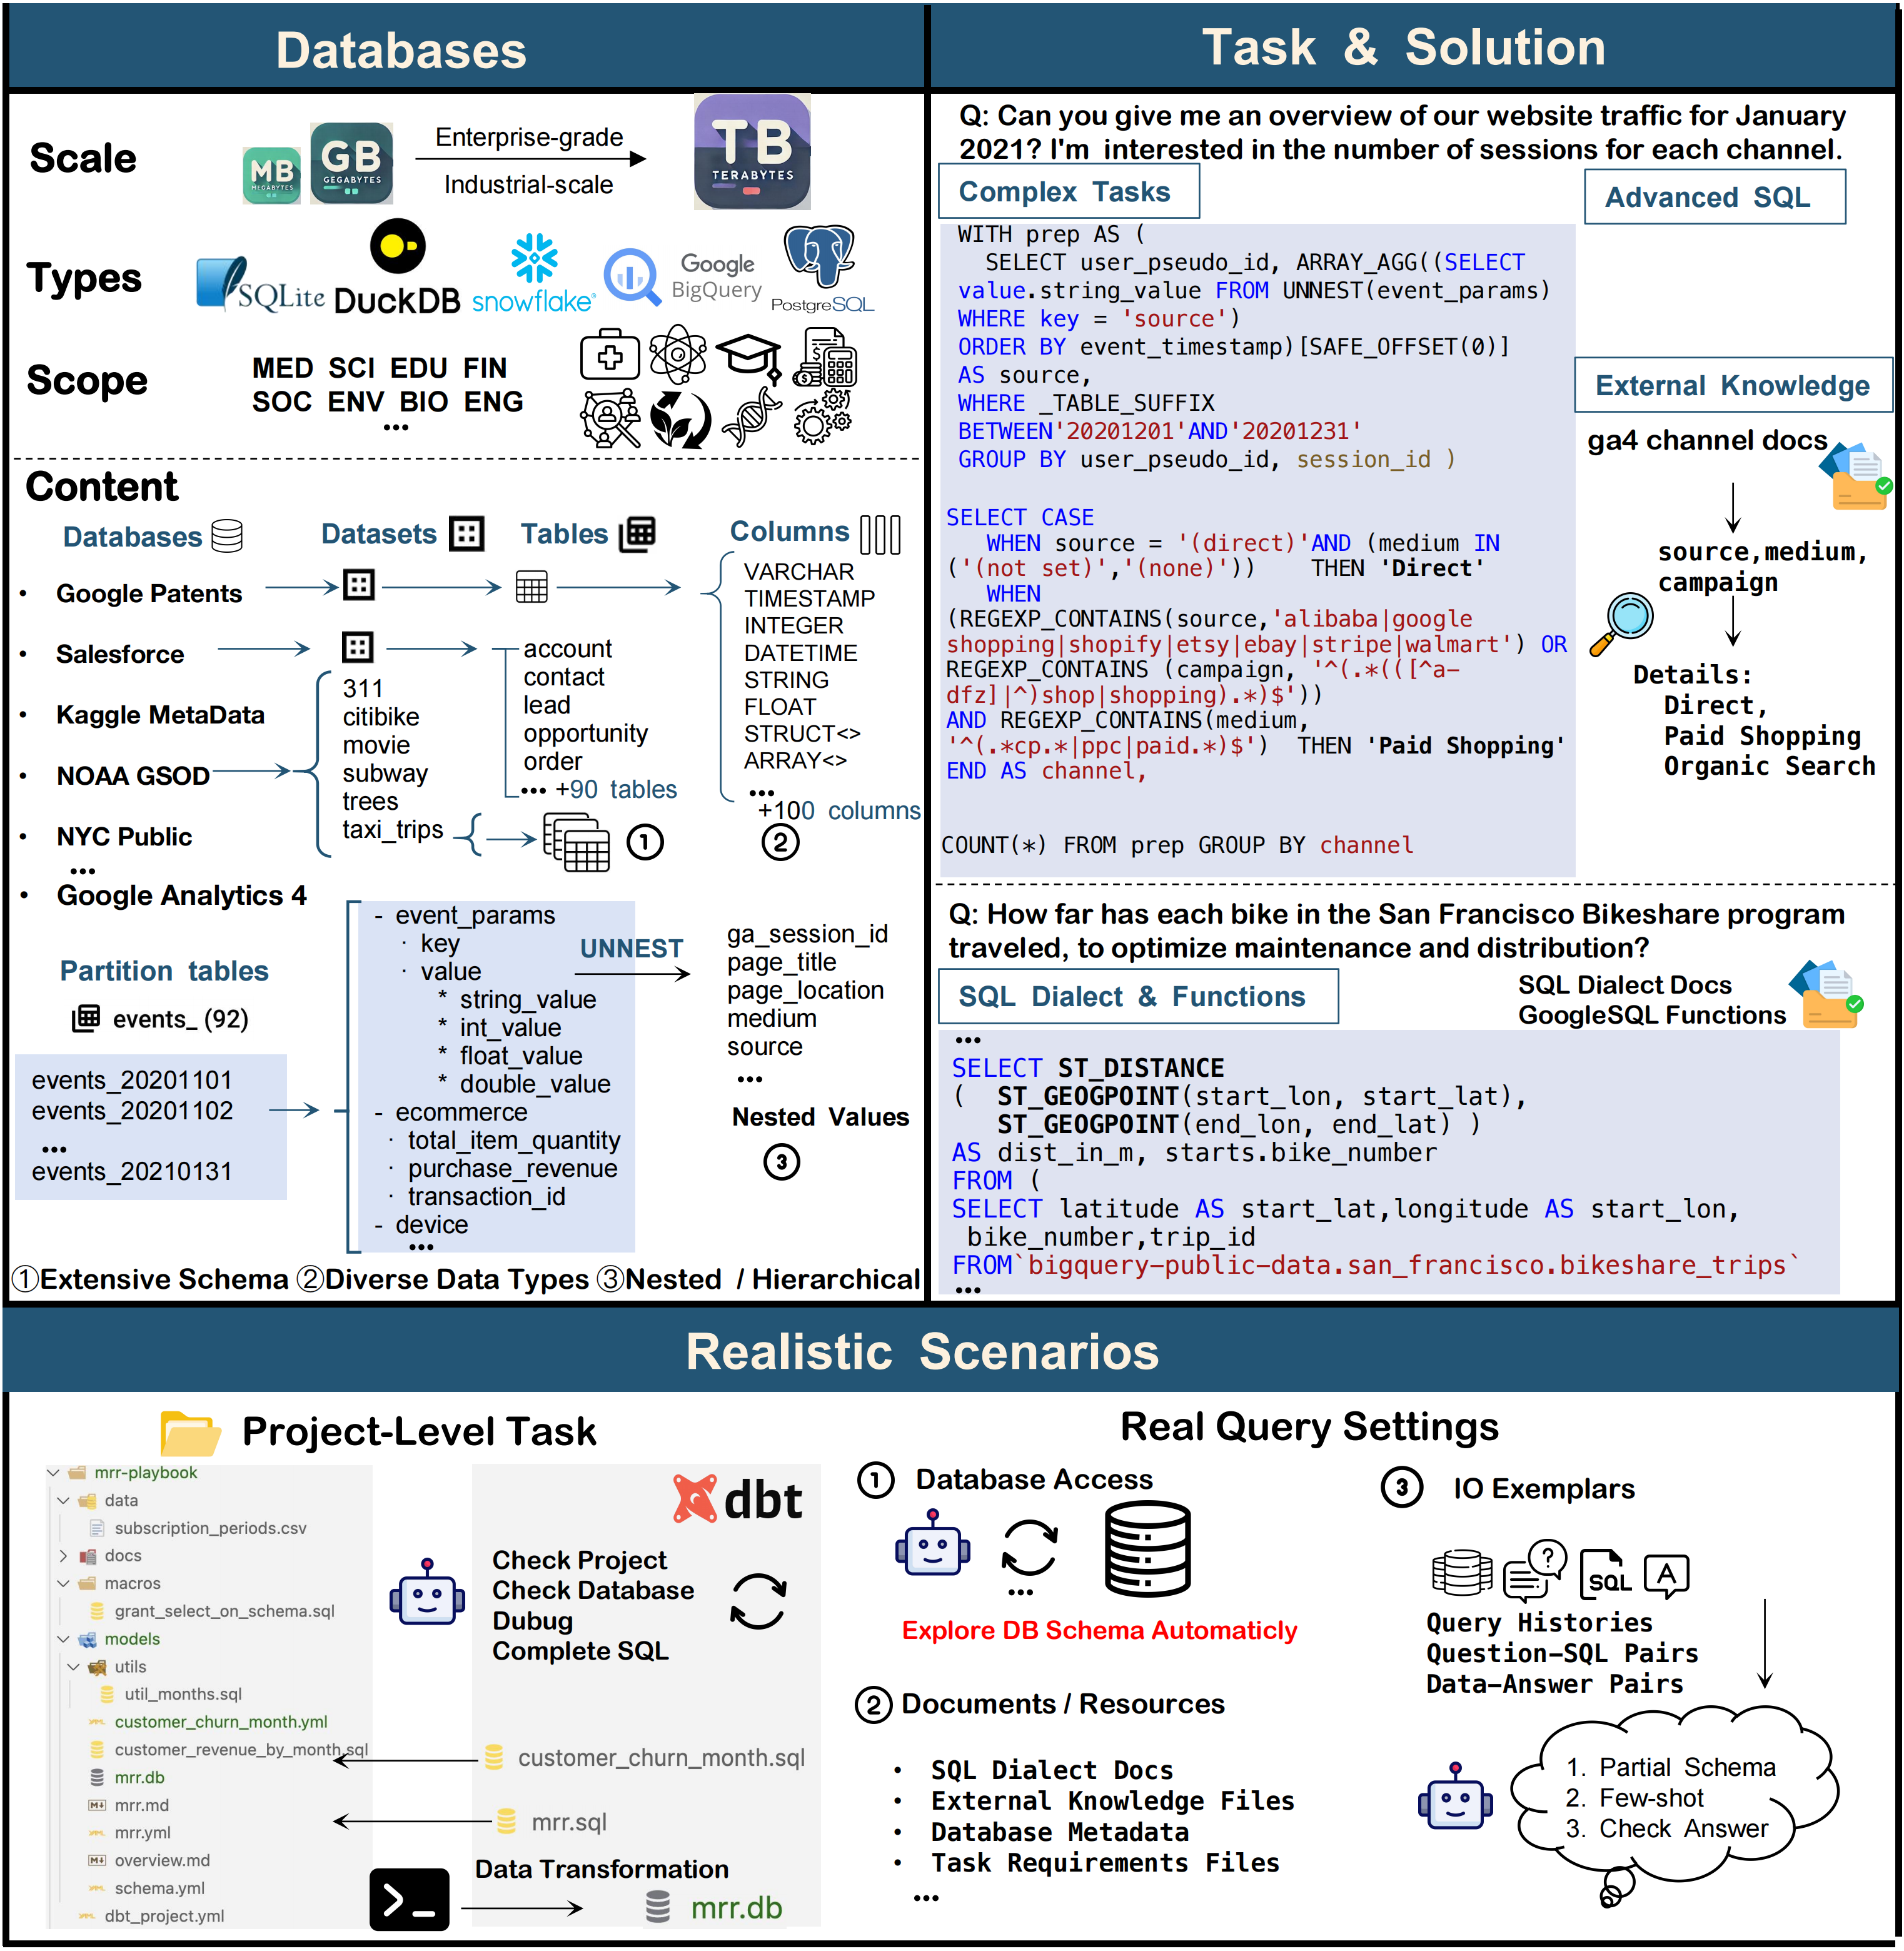 Databases
Scale
MB
MEGABYTES
GB
GEGABYTES
Enterprise-grade
Industrial-scale
TB
TERABYTES
Types
SQLite
DuckDB
snowflake
Google
BigQuery
PostgreSQL
Scope
MED SCI EDU FIN
SOC ENV BIO ENG
•••
Content
Databases
Datasets
Tables
Columns
• Google Patents
• Salesforce
• Kaggle MetaData
• NOAA GSOD
• NYC Public
•••
• Google Analytics 4
311
citibike
movie
subway
trees
taxi_trips
account
contact
lead
opportunity
order
••• +90 tables
①
VARCHAR
TIMESTAMP
INTEGER
DATETIME
STRING
FLOAT
STRUCT<>
ARRAY<>
•••
+100 columns
②
Partition tables
events_ (92)
events_20201101
events_20201102
•••
events_20210131
- event_params
· key
· value
* string_value
* int_value
* float_value
* double_value
- ecommerce
· total_item_quantity
· purchase_revenue
· transaction_id
- device
•••
UNNEST
ga_session_id
page_title
page_location
medium
source
•••
Nested Values
③
①Extensive Schema ②Diverse Data Types ③Nested / Hierarchical
Task & Solution
Q: Can you give me an overview of our website traffic for January
2021? I'm interested in the number of sessions for each channel.
Complex Tasks
Advanced SQL
WITH prep AS (
SELECT user_pseudo_id, ARRAY_AGG((SELECT
value.string_value FROM UNNEST(event_params)
WHERE key = 'source')
ORDER BY event_timestamp)[SAFE_OFFSET(0)]
AS source,
WHERE _TABLE_SUFFIX
BETWEEN'20201201'AND'20201231'
GROUP BY user_pseudo_id, session_id )
SELECT CASE
WHEN source = '(direct)'AND (medium IN
('(not set)','(none)')) THEN 'Direct'
WHEN
(REGEXP_CONTAINS(source,'alibaba|google
shopping|shopify|etsy|ebay|stripe|walmart') OR
REGEXP_CONTAINS (campaign, '^(.*(([^a-
dfz]|^)shop|shopping).*)$'))
AND REGEXP_CONTAINS(medium,
'^(.*cp.*|ppc|paid.*)$') THEN 'Paid Shopping'
END AS channel,
COUNT(*) FROM prep GROUP BY channel
External Knowledge
ga4 channel docs
source,medium,
campaign
Details:
Direct,
Paid Shopping
Organic Search
Q: How far has each bike in the San Francisco Bikeshare program
traveled, to optimize maintenance and distribution?
SQL Dialect & Functions
SQL Dialect Docs
GoogleSQL Functions
•••
SELECT ST_DISTANCE
( ST_GEOGPOINT(start_lon, start_lat),
ST_GEOGPOINT(end_lon, end_lat) )
AS dist_in_m, starts.bike_number
FROM (
SELECT latitude AS start_lat,longitude AS start_lon,
bike_number,trip_id
FROM`bigquery-public-data.san_francisco.bikeshare_trips`
•••
Realistic Scenarios
Project-Level Task
mrr-playbook
data
subscription_periods.csv
docs
macros
grant_select_on_schema.sql
models
utils
util_months.sql
customer_churn_month.yml
customer_revenue_by_month.sql
mrr.db
mrr.md
mrr.yml
overview.md
schema.yml
dbt_project.yml
dbt
Check Project
Check Database
Dubug
Complete SQL
customer_churn_month.sql
mrr.sql
Data Transformation
mrr.db
Real Query Settings
① Database Access
•••
Explore DB Schema Automaticly
② Documents / Resources
• SQL Dialect Docs
• External Knowledge Files
• Database Metadata
• Task Requirements Files
•••
③ IO Exemplars
?
SQL
A
Query Histories
Question-SQL Pairs
Data-Answer Pairs
1. Partial Schema
2. Few-shot
3. Check Answer